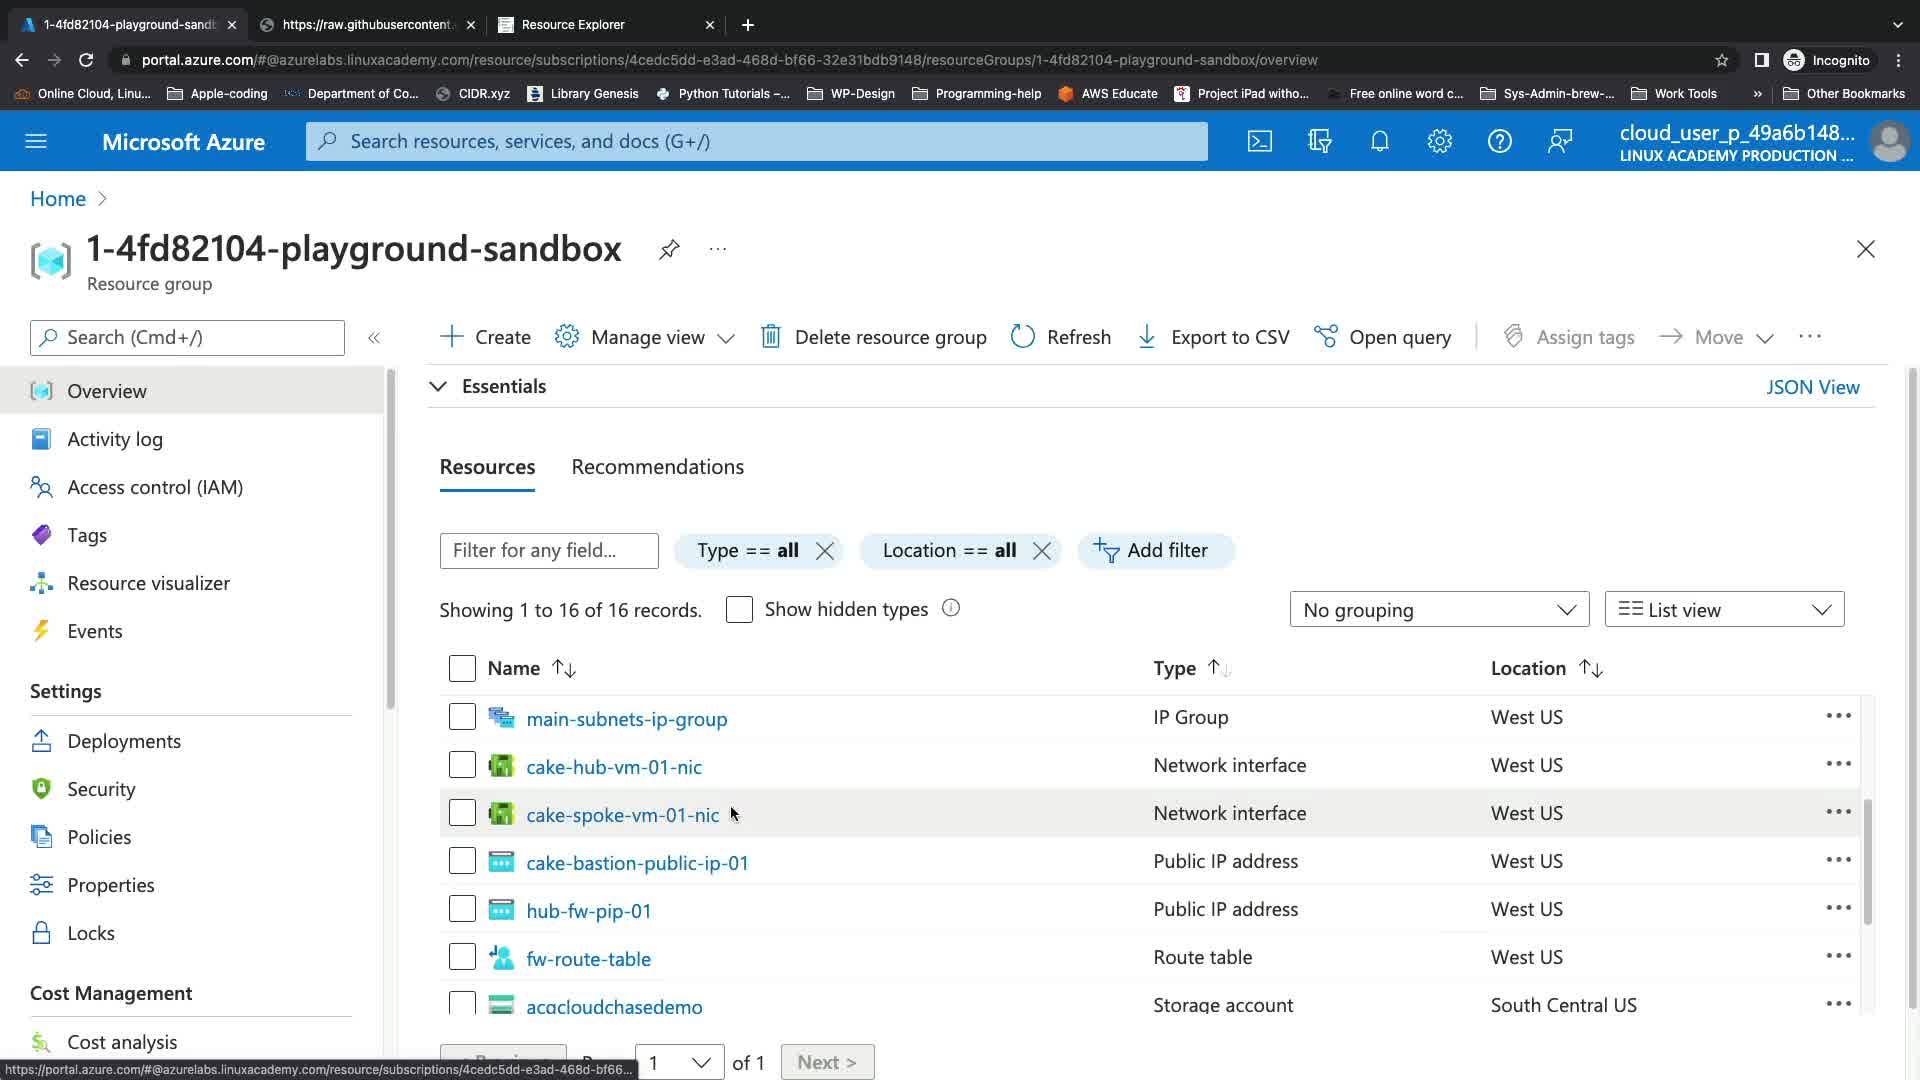 1-4fd82104-playground-sandb
https://raw.githubusercontent.
Resource Explorer
portal.azure.com/#@azurelabs.linuxacademy.com/resource/subscriptions/4cedc5dd-e3ad-468d-bf66-32e31bdb9148/resourceGroups/1-4fd82104-playground-sandbox/overview
Incognito
Online Cloud, Linu...
Apple-coding
Department of Co...
CIDR.xyz
Library Genesis
Python Tutorials –...
WP-Design
Programming-help
AWS Educate
Project iPad witho...
Free online word c...
Sys-Admin-brew-...
Work Tools
»
Other Bookmarks
Microsoft Azure
Search resources, services, and docs (G+/)
cloud_user_p_49a6b148...
LINUX ACADEMY PRODUCTION ...
Home >
1-4fd82104-playground-sandbox
...
Resource group
Search (Cmd+/)
«
Create
Manage view
Delete resource group
Refresh
Export to CSV
Open query
Assign tags
Move
...
Overview
Activity log
Access control (IAM)
Tags
Resource visualizer
Events
Settings
Deployments
Security
Policies
Properties
Locks
Cost Management
Cost analysis
Essentials
JSON View
Resources
Recommendations
Filter for any field...
Type == all
Location == all
Add filter
Showing 1 to 16 of 16 records.
Show hidden types
No grouping
List view
Name
Type
Location
main-subnets-ip-group
IP Group
West US
cake-hub-vm-01-nic
Network interface
West US
cake-spoke-vm-01-nic
Network interface
West US
cake-bastion-public-ip-01
Public IP address
West US
hub-fw-pip-01
Public IP address
West US
fw-route-table
Route table
West US
acgcloudchasedemo
Storage account
South Central US
1
of 1
Next >
https://portal.azure.com/#@azurelabs.linuxacademy.com/resource/subscriptions/4cedc5dd-e3ad-468d-bf66...